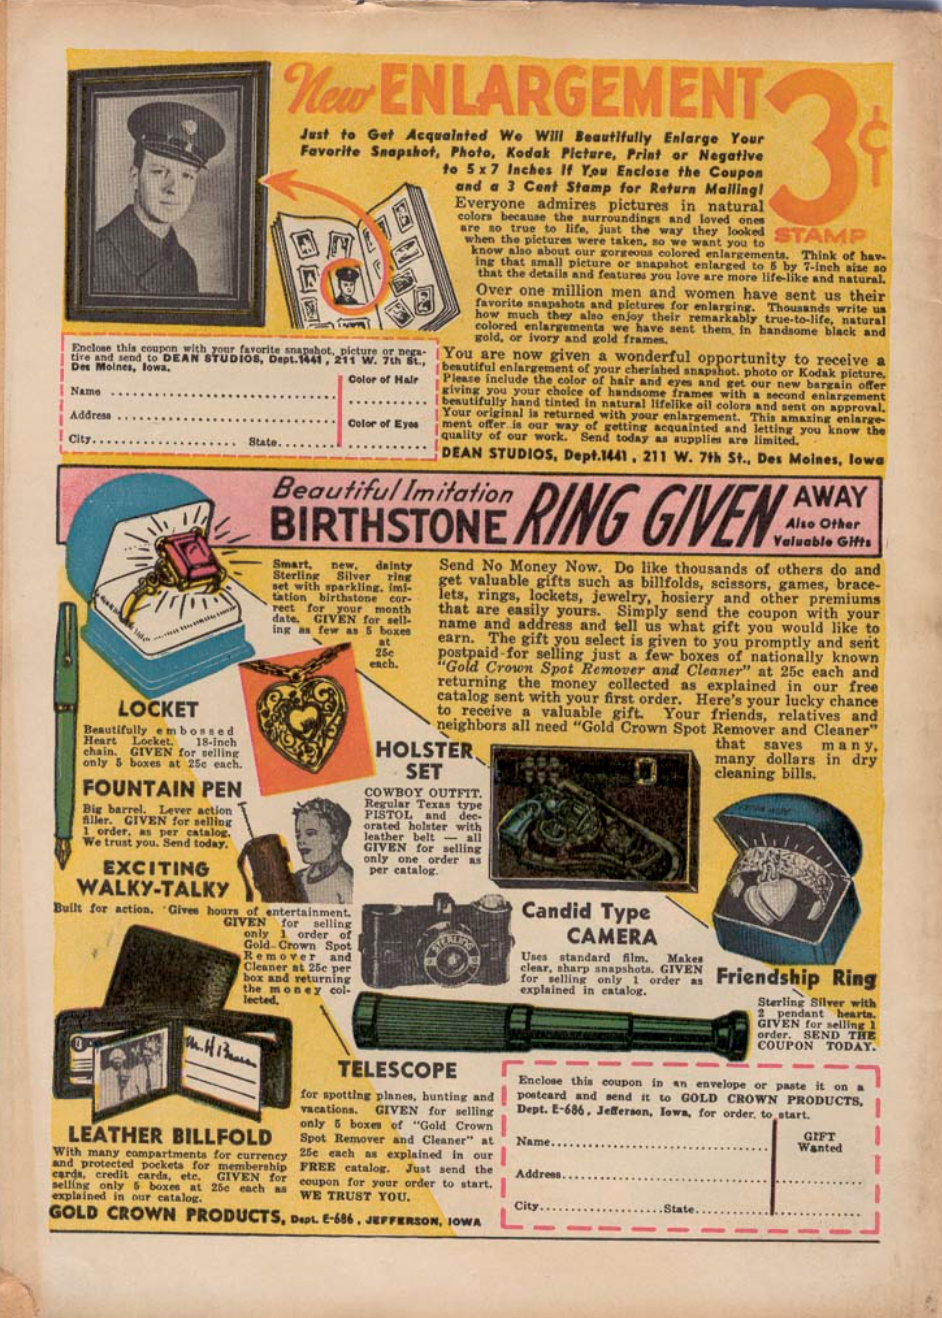 New ENLARGEMENT 3¢
STAMP
Just to Get Acquainted We Will Beautifully Enlarge Your
Favorite Snapshot, Photo, Kodak Picture, Print or Negative
to 5 x 7 Inches If You Enclose the Coupon
and a 3 Cent Stamp for Return Mailing!
Everyone admires pictures in natural
colors because the surroundings and loved ones
are so true to life, just the way they looked
when the pictures were taken, so we want you to
know also about our gorgeous colored enlargements. Think of hav-
ing that small picture or snapshot enlarged to 5 by 7-inch size so
that the details and features you love are more life-like and natural.
Over one million men and women have sent us their
favorite snapshots and pictures for enlarging. Thousands write us
how much they also enjoy their remarkably true-to-life, natural
colored enlargements we have sent them in handsome black and
gold, or ivory and gold frames.
You are now given a wonderful opportunity to receive a
beautiful enlargement of your cherished snapshot, photo or Kodak picture.
Please include the color of hair and eyes and get our new bargain offer
giving you your choice of handsome frames with a second enlargement
beautifully hand tinted in natural lifelike oil colors and sent on approval.
Your original is returned with your enlargement. This amazing enlarge-
ment offer is our way of getting acquainted and letting you know the
quality of our work. Send today as supplies are limited.
DEAN STUDIOS, Dept.1441, 211 W. 7th St., Des Moines, Iowa
Enclose this coupon with your favorite snapshot, picture or nega-
tive and send to DEAN STUDIOS, Dept.1441, 211 W. 7th St.,
Des Moines, Iowa.
Name
Color of Hair
Address
Color of Eyes
City State
Beautiful Imitation
BIRTHSTONE RING GIVEN AWAY
Also Other
Valuable Gifts
Smart, new, dainty
Sterling Silver ring
set with sparkling, imi-
tation birthstone cor-
rect for your month
date. GIVEN for sell-
ing as few as 5 boxes
at
25c
each.
Send No Money Now. Do like thousands of others do and
get valuable gifts such as billfolds, scissors, games, brace-
lets, rings, lockets, jewelry, hosiery and other premiums
that are easily yours. Simply send the coupon with your
name and address and tell us what gift you would like to
earn. The gift you select is given to you promptly and sent
postpaid for selling just a few boxes of nationally known
"Gold Crown Spot Remover and Cleaner" at 25c each and
returning the money collected as explained in our free
catalog sent with your first order. Here's your lucky chance
to receive a valuable gift. Your friends, relatives and
neighbors all need "Gold Crown Spot Remover and Cleaner"
that saves many,
many dollars in dry
cleaning bills.
LOCKET
Beautifully embossed
Heart Locket. 18-inch
chain. GIVEN for selling
only 5 boxes at 25c each.
FOUNTAIN PEN
Big barrel. Lever action
filler. GIVEN for selling
1 order, as per catalog.
We trust you. Send today.
HOLSTER
SET
COWBOY OUTFIT.
Regular Texas type
PISTOL and dec-
orated holster with
leather belt — all
GIVEN for selling
only one order as
per catalog.
EXCITING
WALKY-TALKY
Built for action. Gives hours of entertainment.
GIVEN for selling
only 1 order of
Gold Crown Spot
Remover and
Cleaner at 25c per
box and returning
the money col-
lected.
STERLING
Candid Type
CAMERA
Uses standard film. Makes
clear, sharp snapshots. GIVEN
for selling only 1 order as
explained in catalog.
Friendship Ring
Sterling Silver with
2 pendant hearts.
GIVEN for selling 1
order. SEND THE
COUPON TODAY.
TELESCOPE
for spotting planes, hunting and
vacations. GIVEN for selling
only 5 boxes of "Gold Crown
Spot Remover and Cleaner" at
25c each as explained in our
FREE catalog. Just send the
coupon for your order to start.
WE TRUST YOU.
LEATHER BILLFOLD
With many compartments for currency
and protected pockets for membership
cards, credit cards, etc. GIVEN for
selling only 5 boxes at 25c each as
explained in our catalog.
GOLD CROWN PRODUCTS, Dept. E-686, JEFFERSON, IOWA
Enclose this coupon in an envelope or paste it on a
postcard and send it to GOLD CROWN PRODUCTS,
Dept. E-686, Jefferson, Iowa, for order to start.
Name
GIFT
Wanted
Address
City State